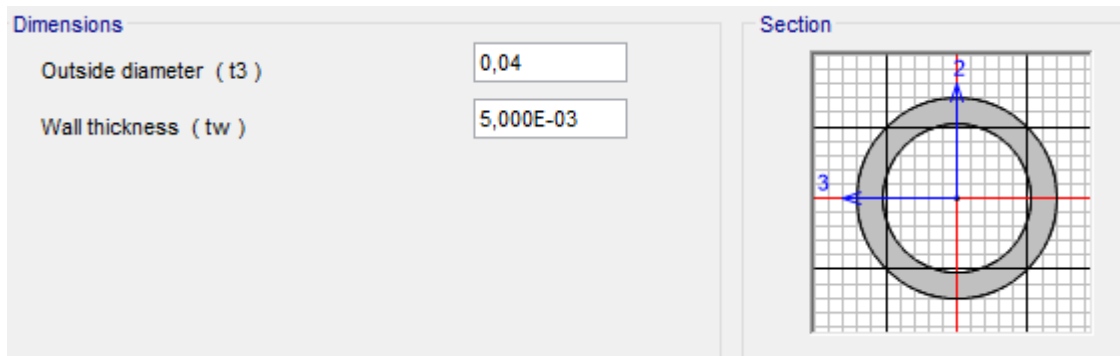 Dimensions
Outside diameter ( t3 )
0,04
Wall thickness ( tw )
5,000E-03
Section
2
3